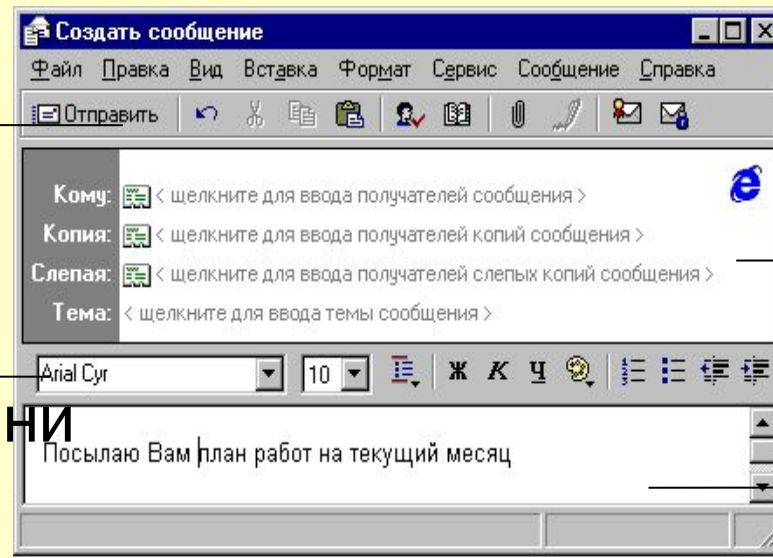 Создать сообщение
Файл Правка Вид Вставка Формат Сервис Сообщение Справка
Отправить
Кому: < щелкните для ввода получателей сообщения >
Копия: < щелкните для ввода получателей копий сообщения >
Слепая: < щелкните для ввода получателей слепых копий сообщения >
Тема: < щелкните для ввода темы сообщения >
Arial Cyr 10 Ж К Ч
ни
Посылаю Вам план работ на текущий месяц